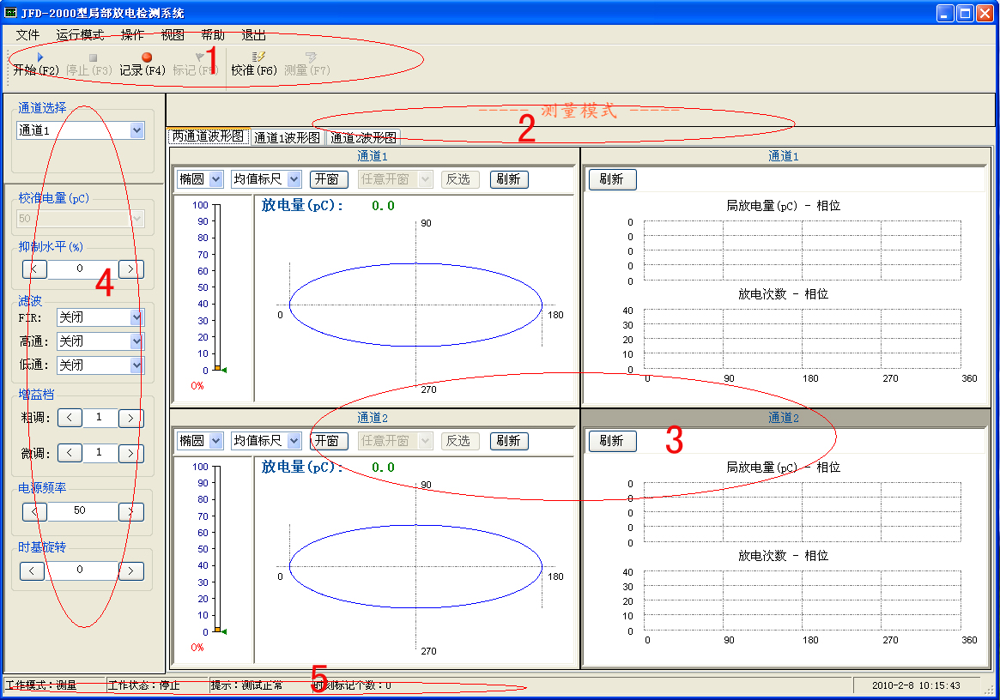 JFD-2000型局部放电检测系统
文件 运行模式 操作 视图 帮助 退出
开始(F2) 停止(F3) 记录(F4) 标记(F5) 校准(F6) 测量(F7)
1
----- 测量模式 -----
2
通道选择
通道1
校准电量(pC)
50
抑制水平(%)
< 0 >
4
滤波
FIR: 关闭
高通: 关闭
低通: 关闭
增益档
粗调: < 1 >
微调: < 1 >
电源频率
< 50 >
时基旋转
< 0 >
两通道波形图 通道1波形图 通道2波形图
通道1
椭圆 均值标尺 开窗 任意开窗 反选 刷新
放电量(pC): 0.0
100
90
80
70
60
50
40
30
20
10
0
0%
90
0
180
270
通道1
刷新
局放电量(pC) - 相位
0
0
0
0
0
放电次数 - 相位
40
30
20
10
0
0 90 180 270 360
通道2
椭圆 均值标尺 开窗 任意开窗 反选 刷新
放电量(pC): 0.0
100
90
80
70
60
50
40
30
20
10
0
0%
90
0
180
270
通道2
刷新
3
局放电量(pC) - 相位
0
0
0
0
0
放电次数 - 相位
40
30
20
10
0
0 90 180 270 360
工作模式：测量 工作状态：停止 提示：测试正常 时刻标记个数：0 2010-2-8 10:15:43
5